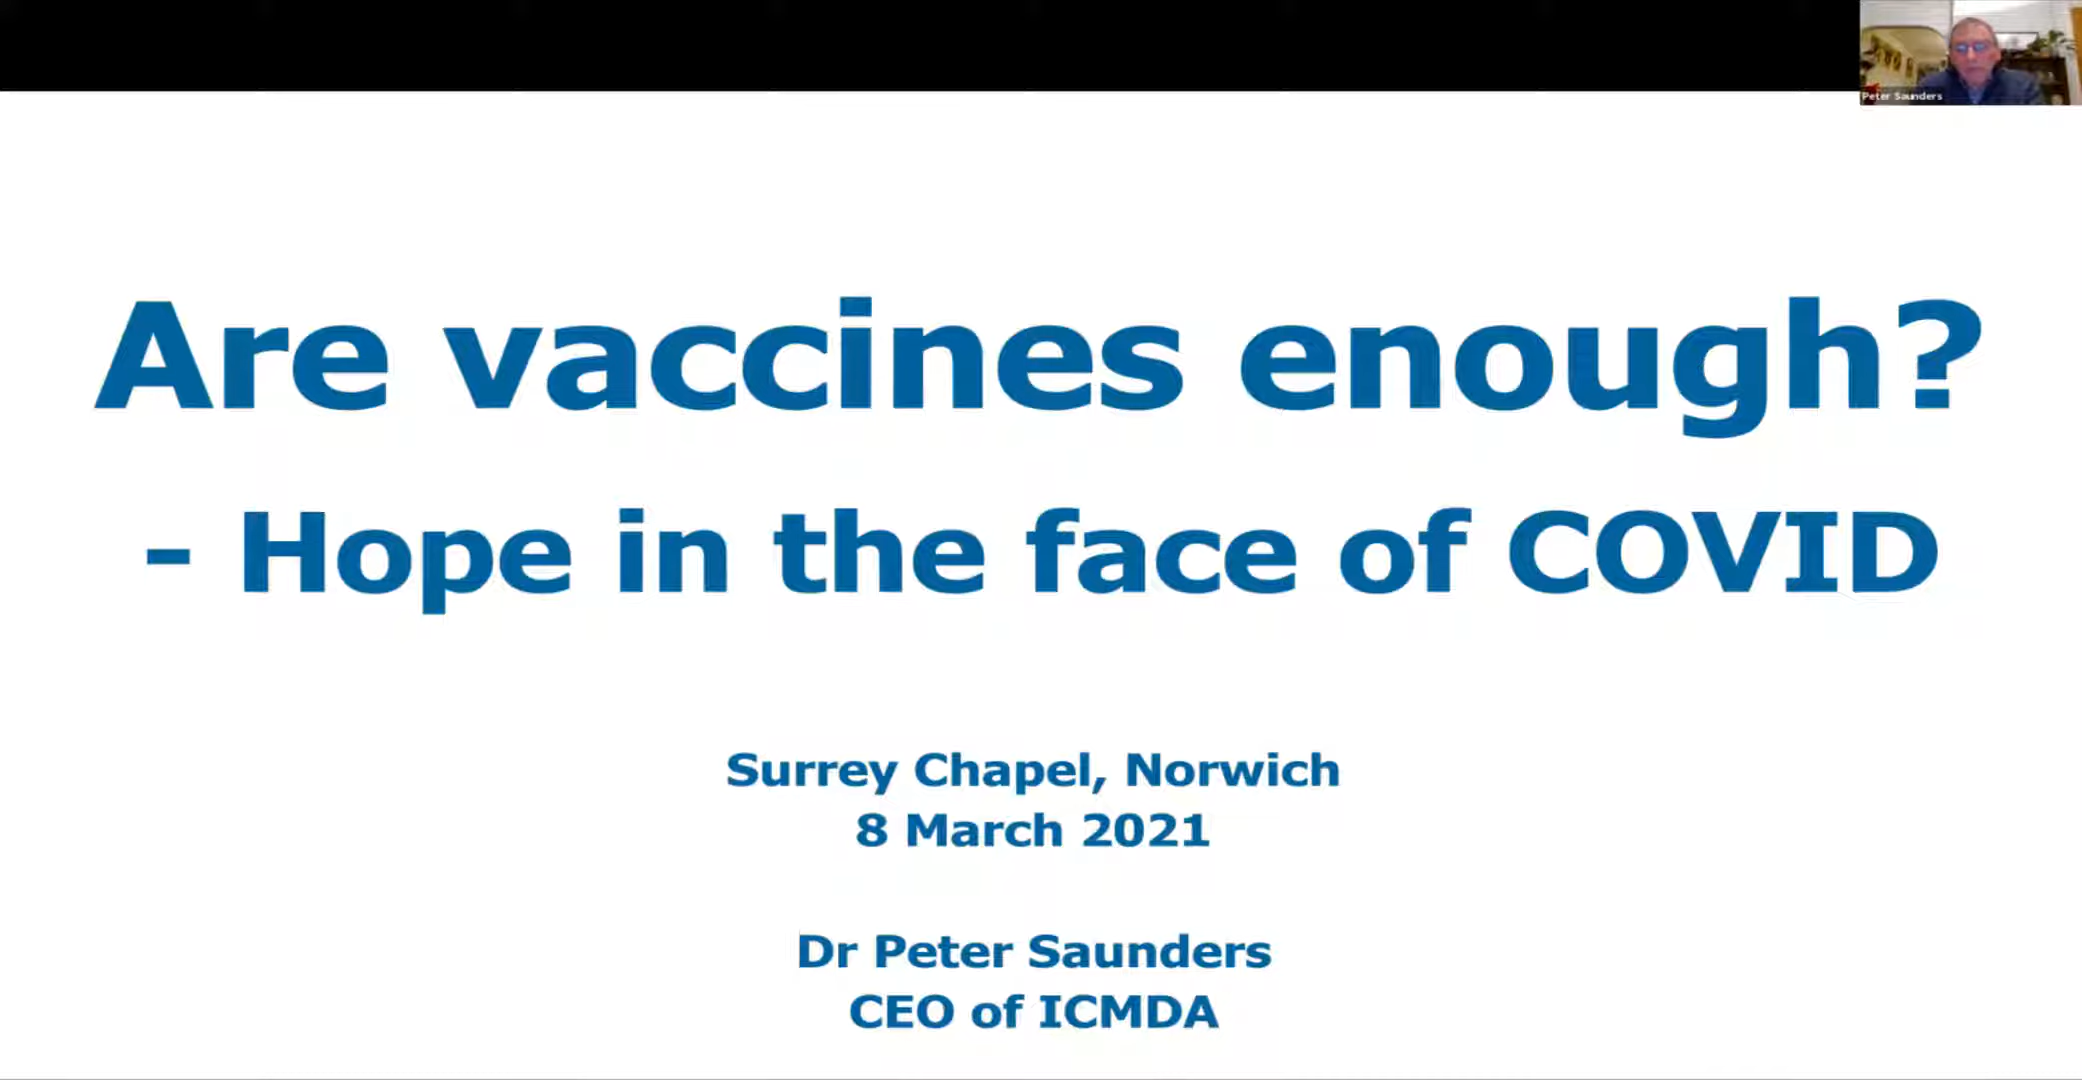 Peter Saunders
Are vaccines enough?
- Hope in the face of COVID
Surrey Chapel, Norwich
8 March 2021
Dr Peter Saunders
CEO of ICMDA